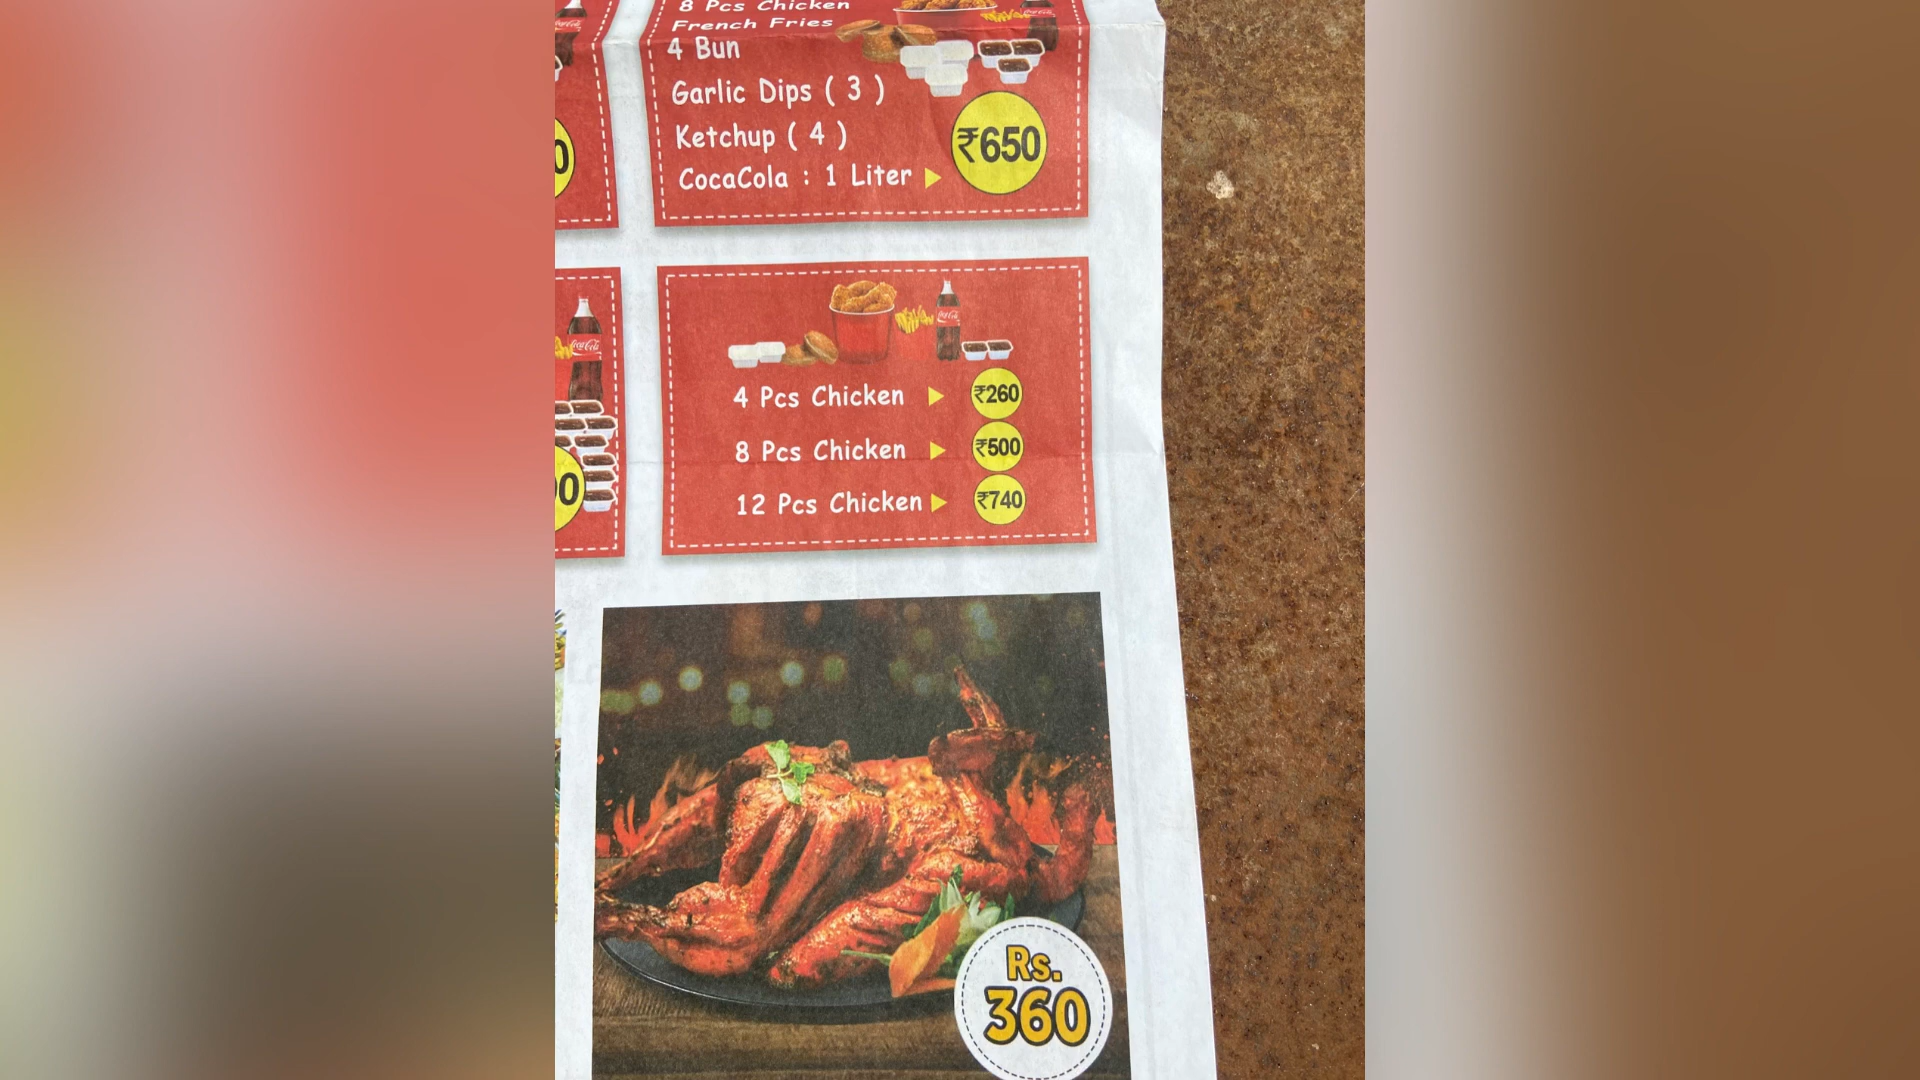 8 Pcs Chicken
French Fries
4 Bun
Garlic Dips ( 3 )
Ketchup ( 4 )
CocaCola : 1 Liter ₹650
4 Pcs Chicken ₹260
8 Pcs Chicken ₹500
12 Pcs Chicken ₹740
Rs.
360